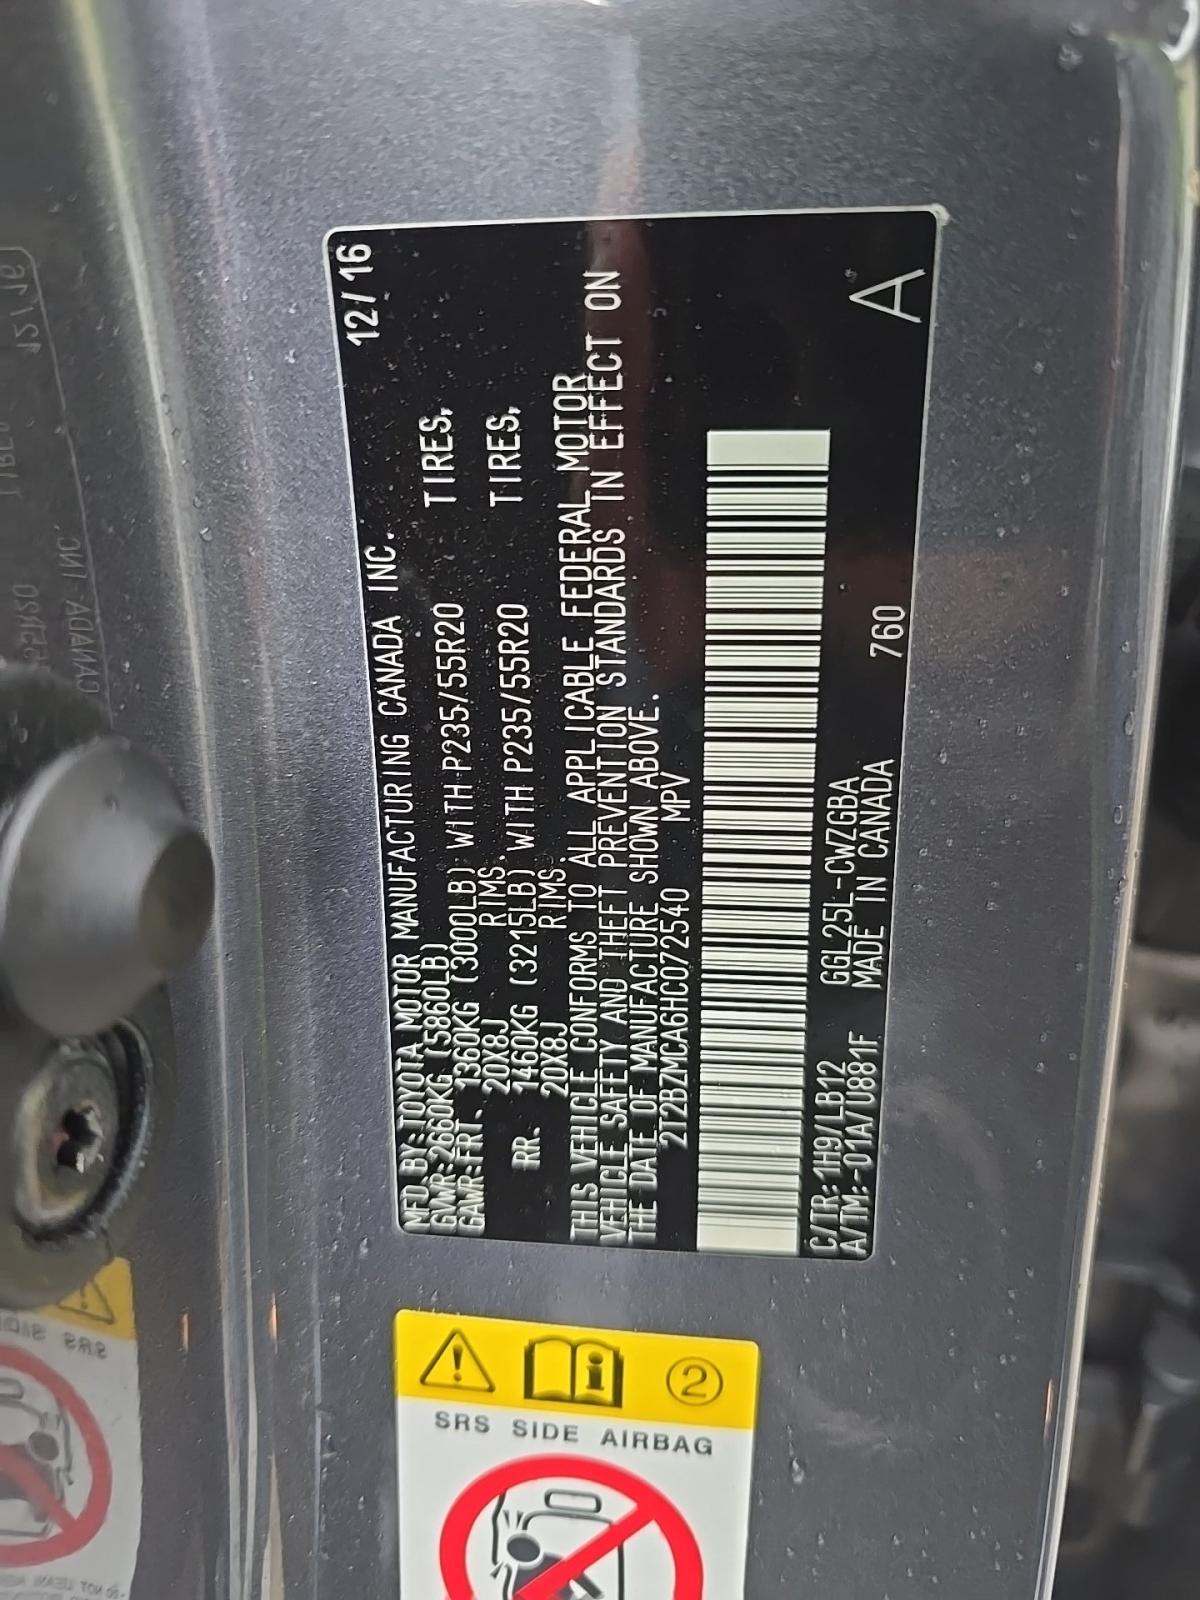 12/16
MFD. BY: TOYOTA MOTOR MANUFACTURING CANADA INC.
GVWR: 2660KG (5860LB)
GAWR: FRT. 1360KG (3000LB) WITH P235/55R20 TIRES,
20X8J RIMS.
RR. 1460KG (3215LB) WITH P235/55R20 TIRES,
20X8J RIMS.
THIS VEHICLE CONFORMS TO ALL APPLICABLE FEDERAL MOTOR
VEHICLE SAFETY AND THEFT PREVENTION STANDARDS IN EFFECT ON
THE DATE OF MANUFACTURE SHOWN ABOVE.
2T2BZMCA6HC072540 MPV
C/TR: 1H9/LB12 GGL25L-CWZGBA 760
A/TM: -01A/U881F MADE IN CANADA
A
2
SRS SIDE AIRBAG